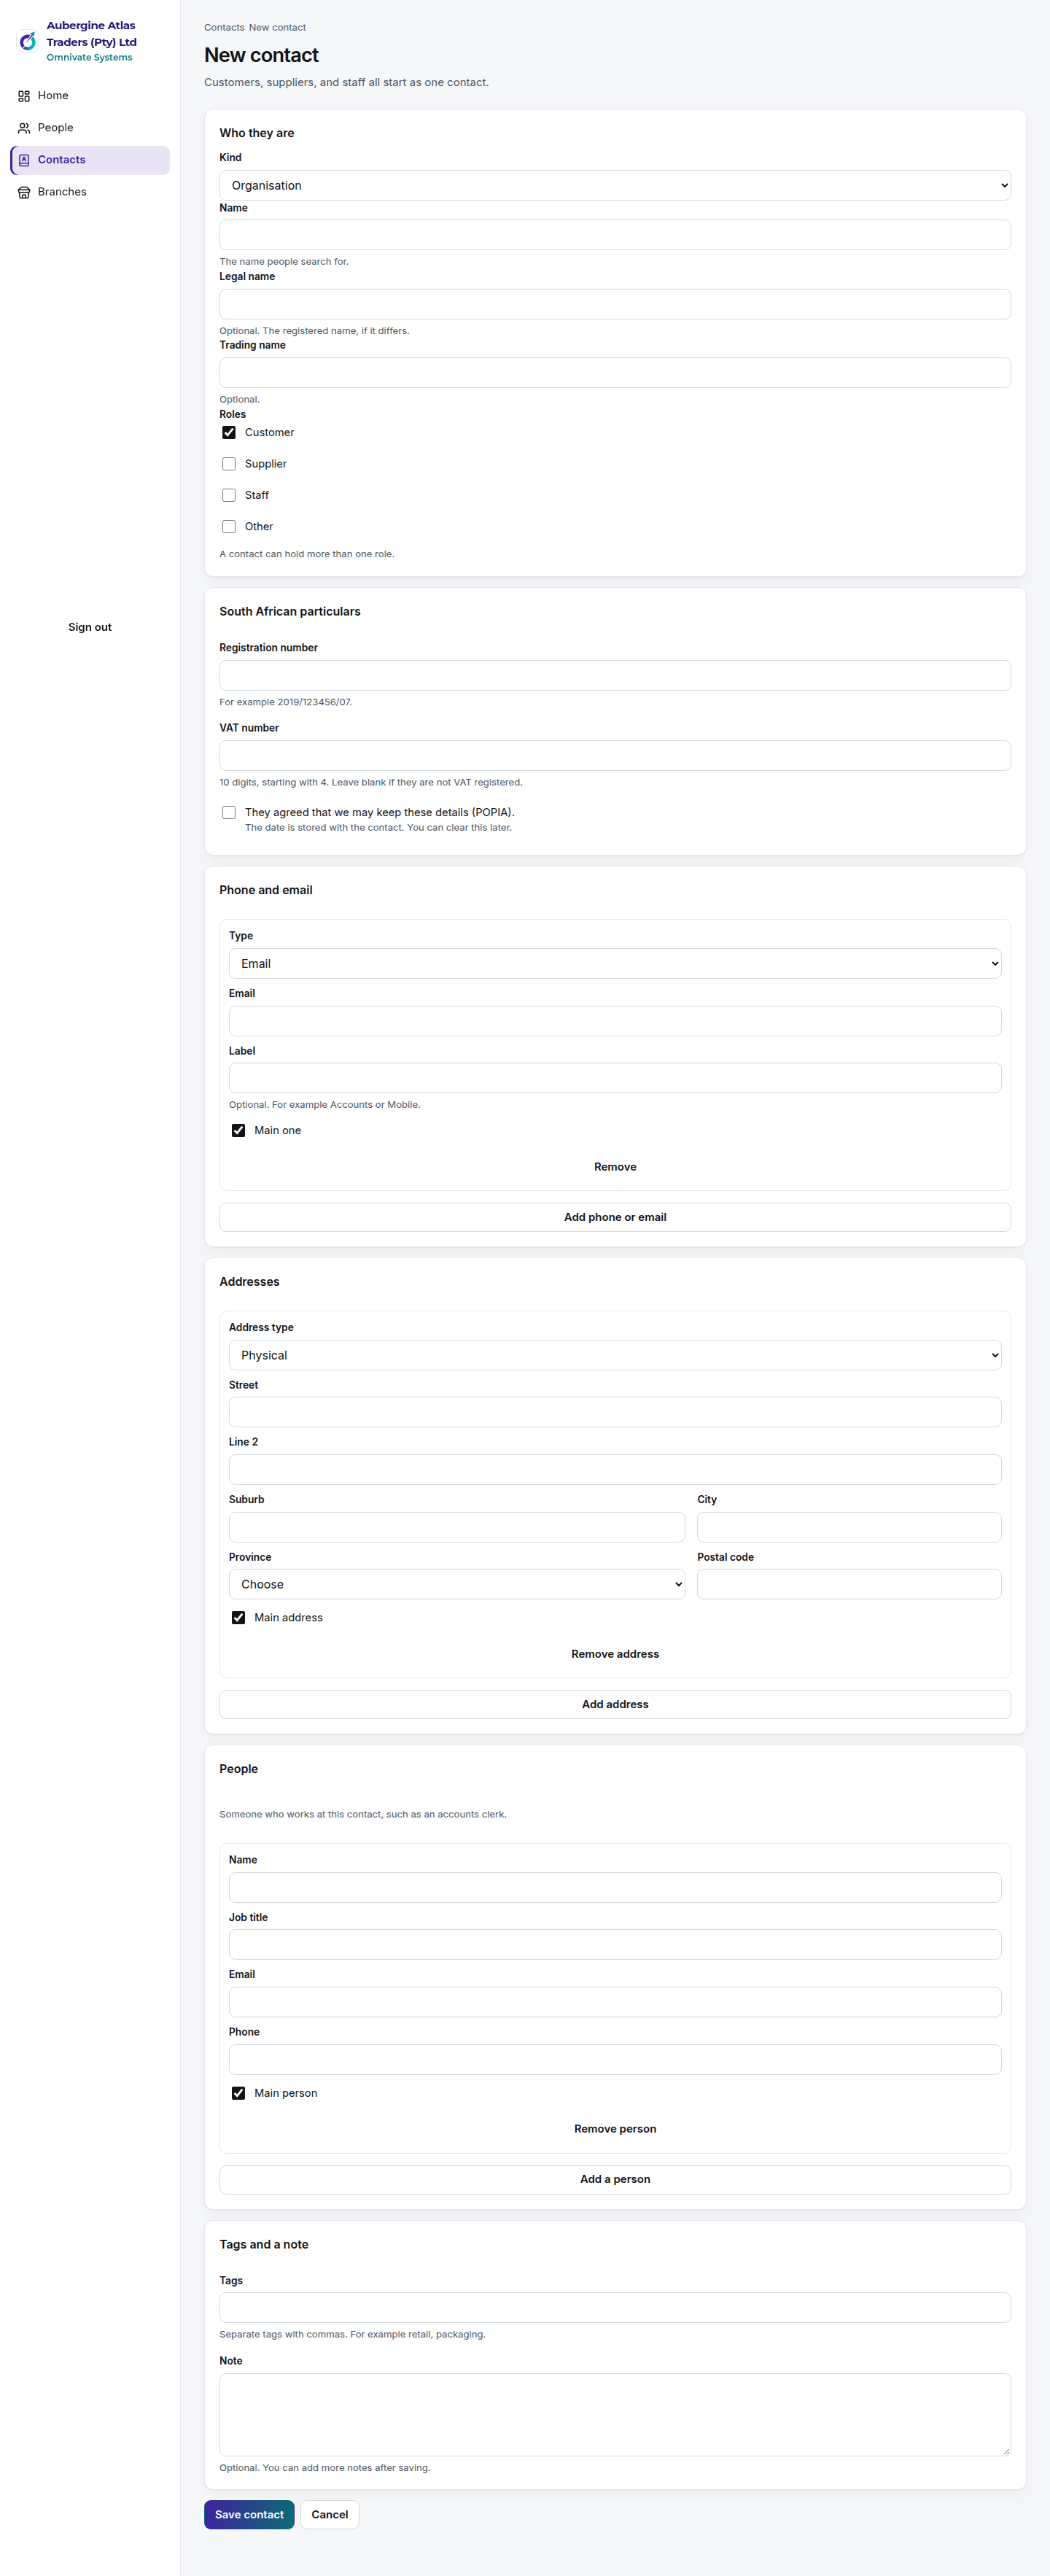 Aubergine Atlas
Traders (Pty) Ltd
Omnivate Systems
Home
People
Contacts
Branches
Sign out
Contacts New contact
New contact
Customers, suppliers, and staff all start as one contact.
Who they are
Kind
Organisation
Name
The name people search for.
Legal name
Optional. The registered name, if it differs.
Trading name
Optional.
Roles
Customer
Supplier
Staff
Other
A contact can hold more than one role.
South African particulars
Registration number
For example 2019/123456/07.
VAT number
10 digits, starting with 4. Leave blank if they are not VAT registered.
They agreed that we may keep these details (POPIA).
The date is stored with the contact. You can clear this later.
Phone and email
Type
Email
Email
Label
Optional. For example Accounts or Mobile.
Main one
Remove
Add phone or email
Addresses
Address type
Physical
Street
Line 2
Suburb City
Province Postal code
Choose
Main address
Remove address
Add address
People
Someone who works at this contact, such as an accounts clerk.
Name
Job title
Email
Phone
Main person
Remove person
Add a person
Tags and a note
Tags
Separate tags with commas. For example retail, packaging.
Note
Optional. You can add more notes after saving.
Save contact Cancel